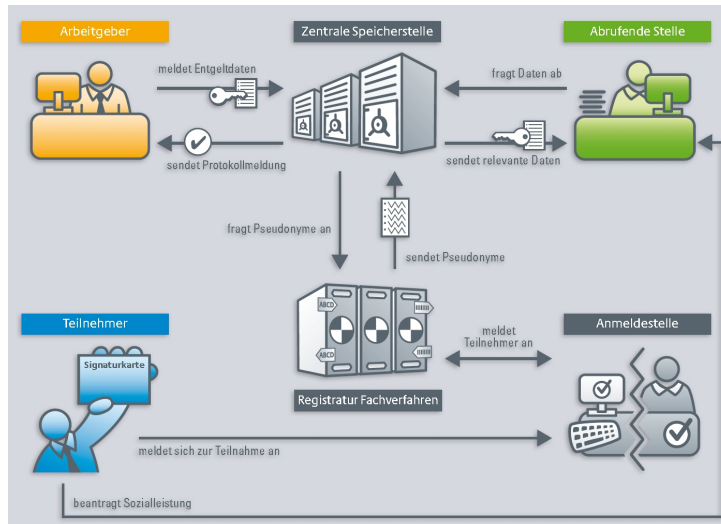 Arbeitgeber
Zentrale Speicherstelle
Abrufende Stelle
meldet Entgeltdaten
fragt Daten ab
sendet Protokollmeldung
sendet relevante Daten
fragt Pseudonyme an
sendet Pseudonyme
ABCD
ABCD
Teilnehmer
Signaturkarte
meldet
Teilnehmer an
Anmeldestelle
Registratur Fachverfahren
meldet sich zur Teilnahme an
beantragt Sozialleistung